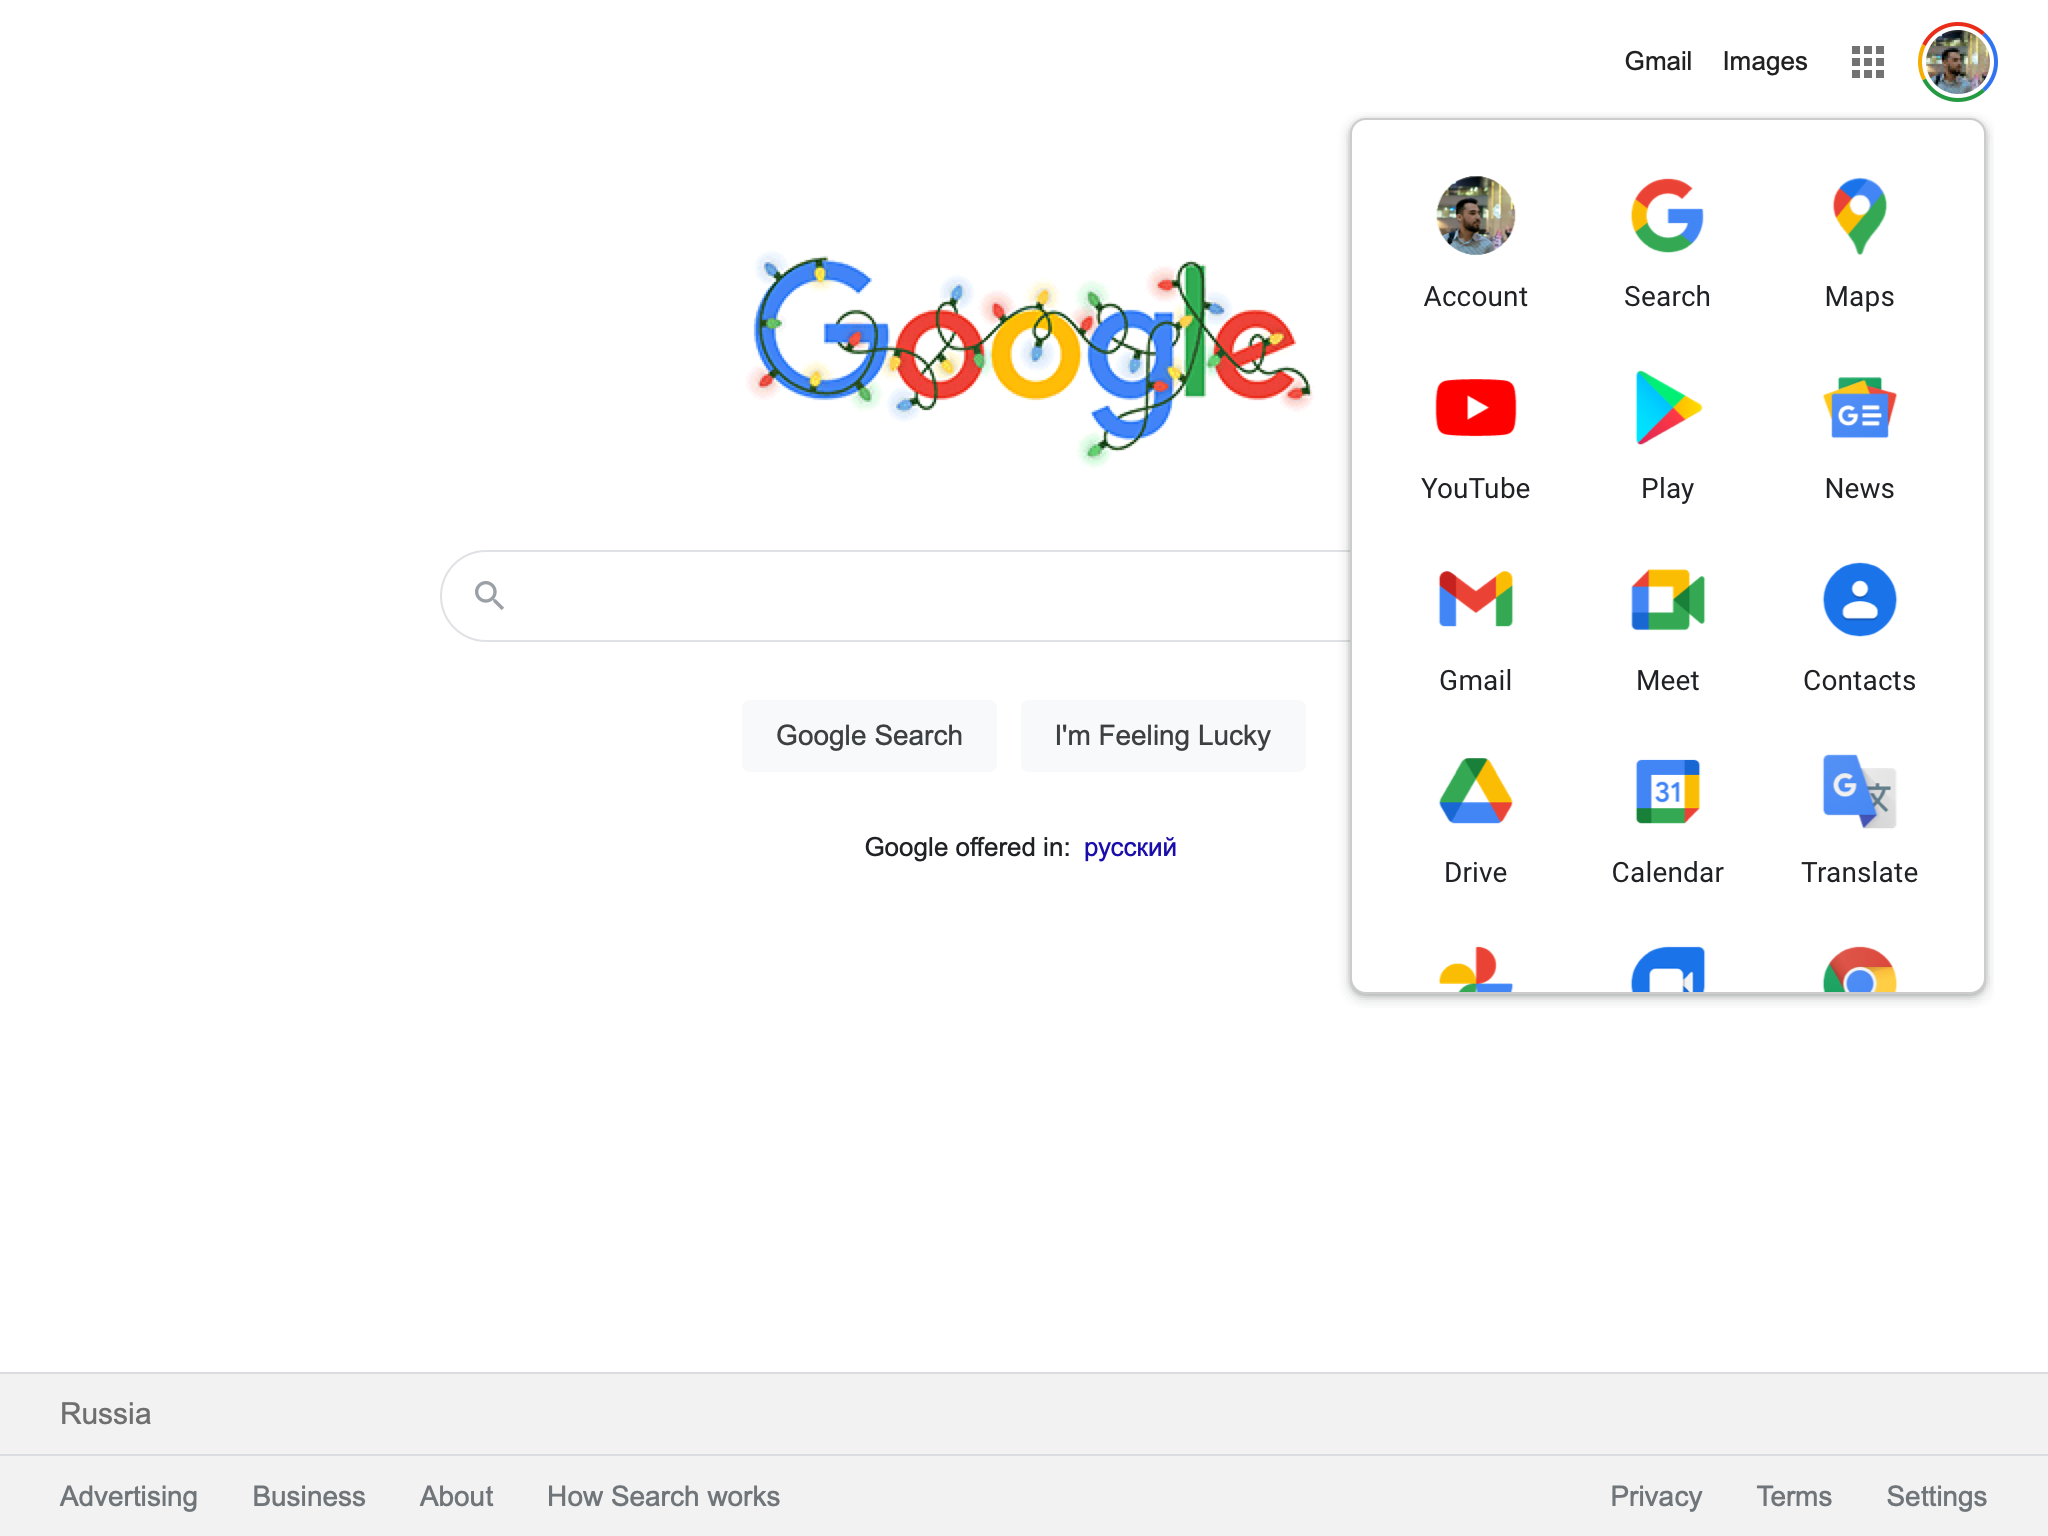 Gmail Images
Google
Account Search Maps
YouTube Play News
Gmail Meet Contacts
31
Drive Calendar Translate
Google Search I'm Feeling Lucky
Google offered in: русский
Russia
Advertising Business About How Search works Privacy Terms Settings